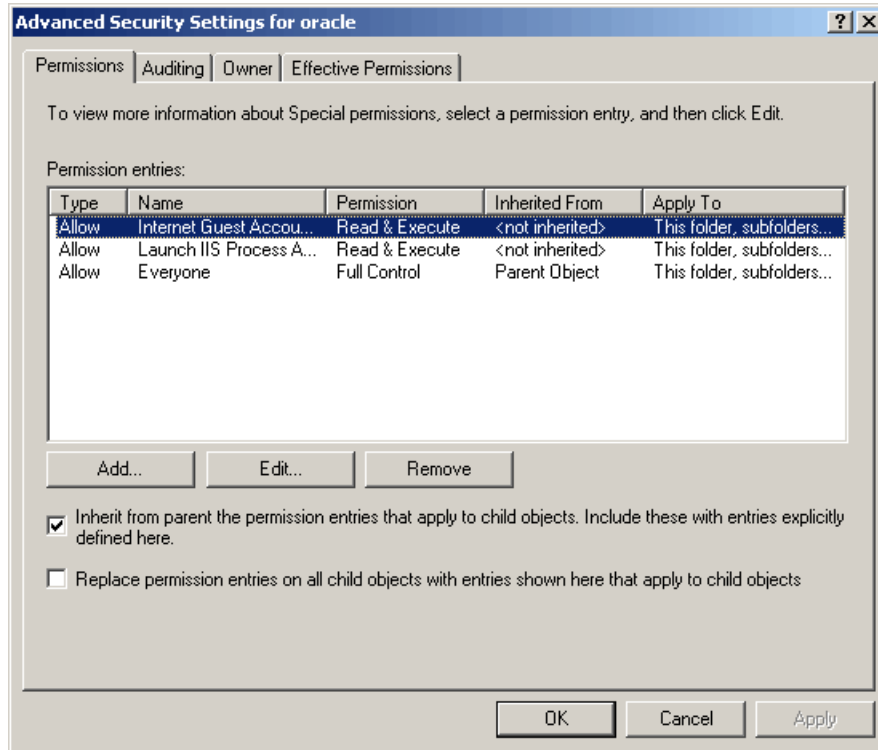 Advanced Security Settings for oracle
Permissions Auditing Owner Effective Permissions
To view more information about Special permissions, select a permission entry, and then click Edit.
Permission entries:
Type Name Permission Inherited From Apply To
Allow Internet Guest Accou... Read & Execute <not inherited> This folder, subfolders...
Allow Launch IIS Process A... Read & Execute <not inherited> This folder, subfolders...
Allow Everyone Full Control Parent Object This folder, subfolders...
Add... Edit... Remove
Inherit from parent the permission entries that apply to child objects. Include these with entries explicitly
defined here.
Replace permission entries on all child objects with entries shown here that apply to child objects
OK Cancel Apply